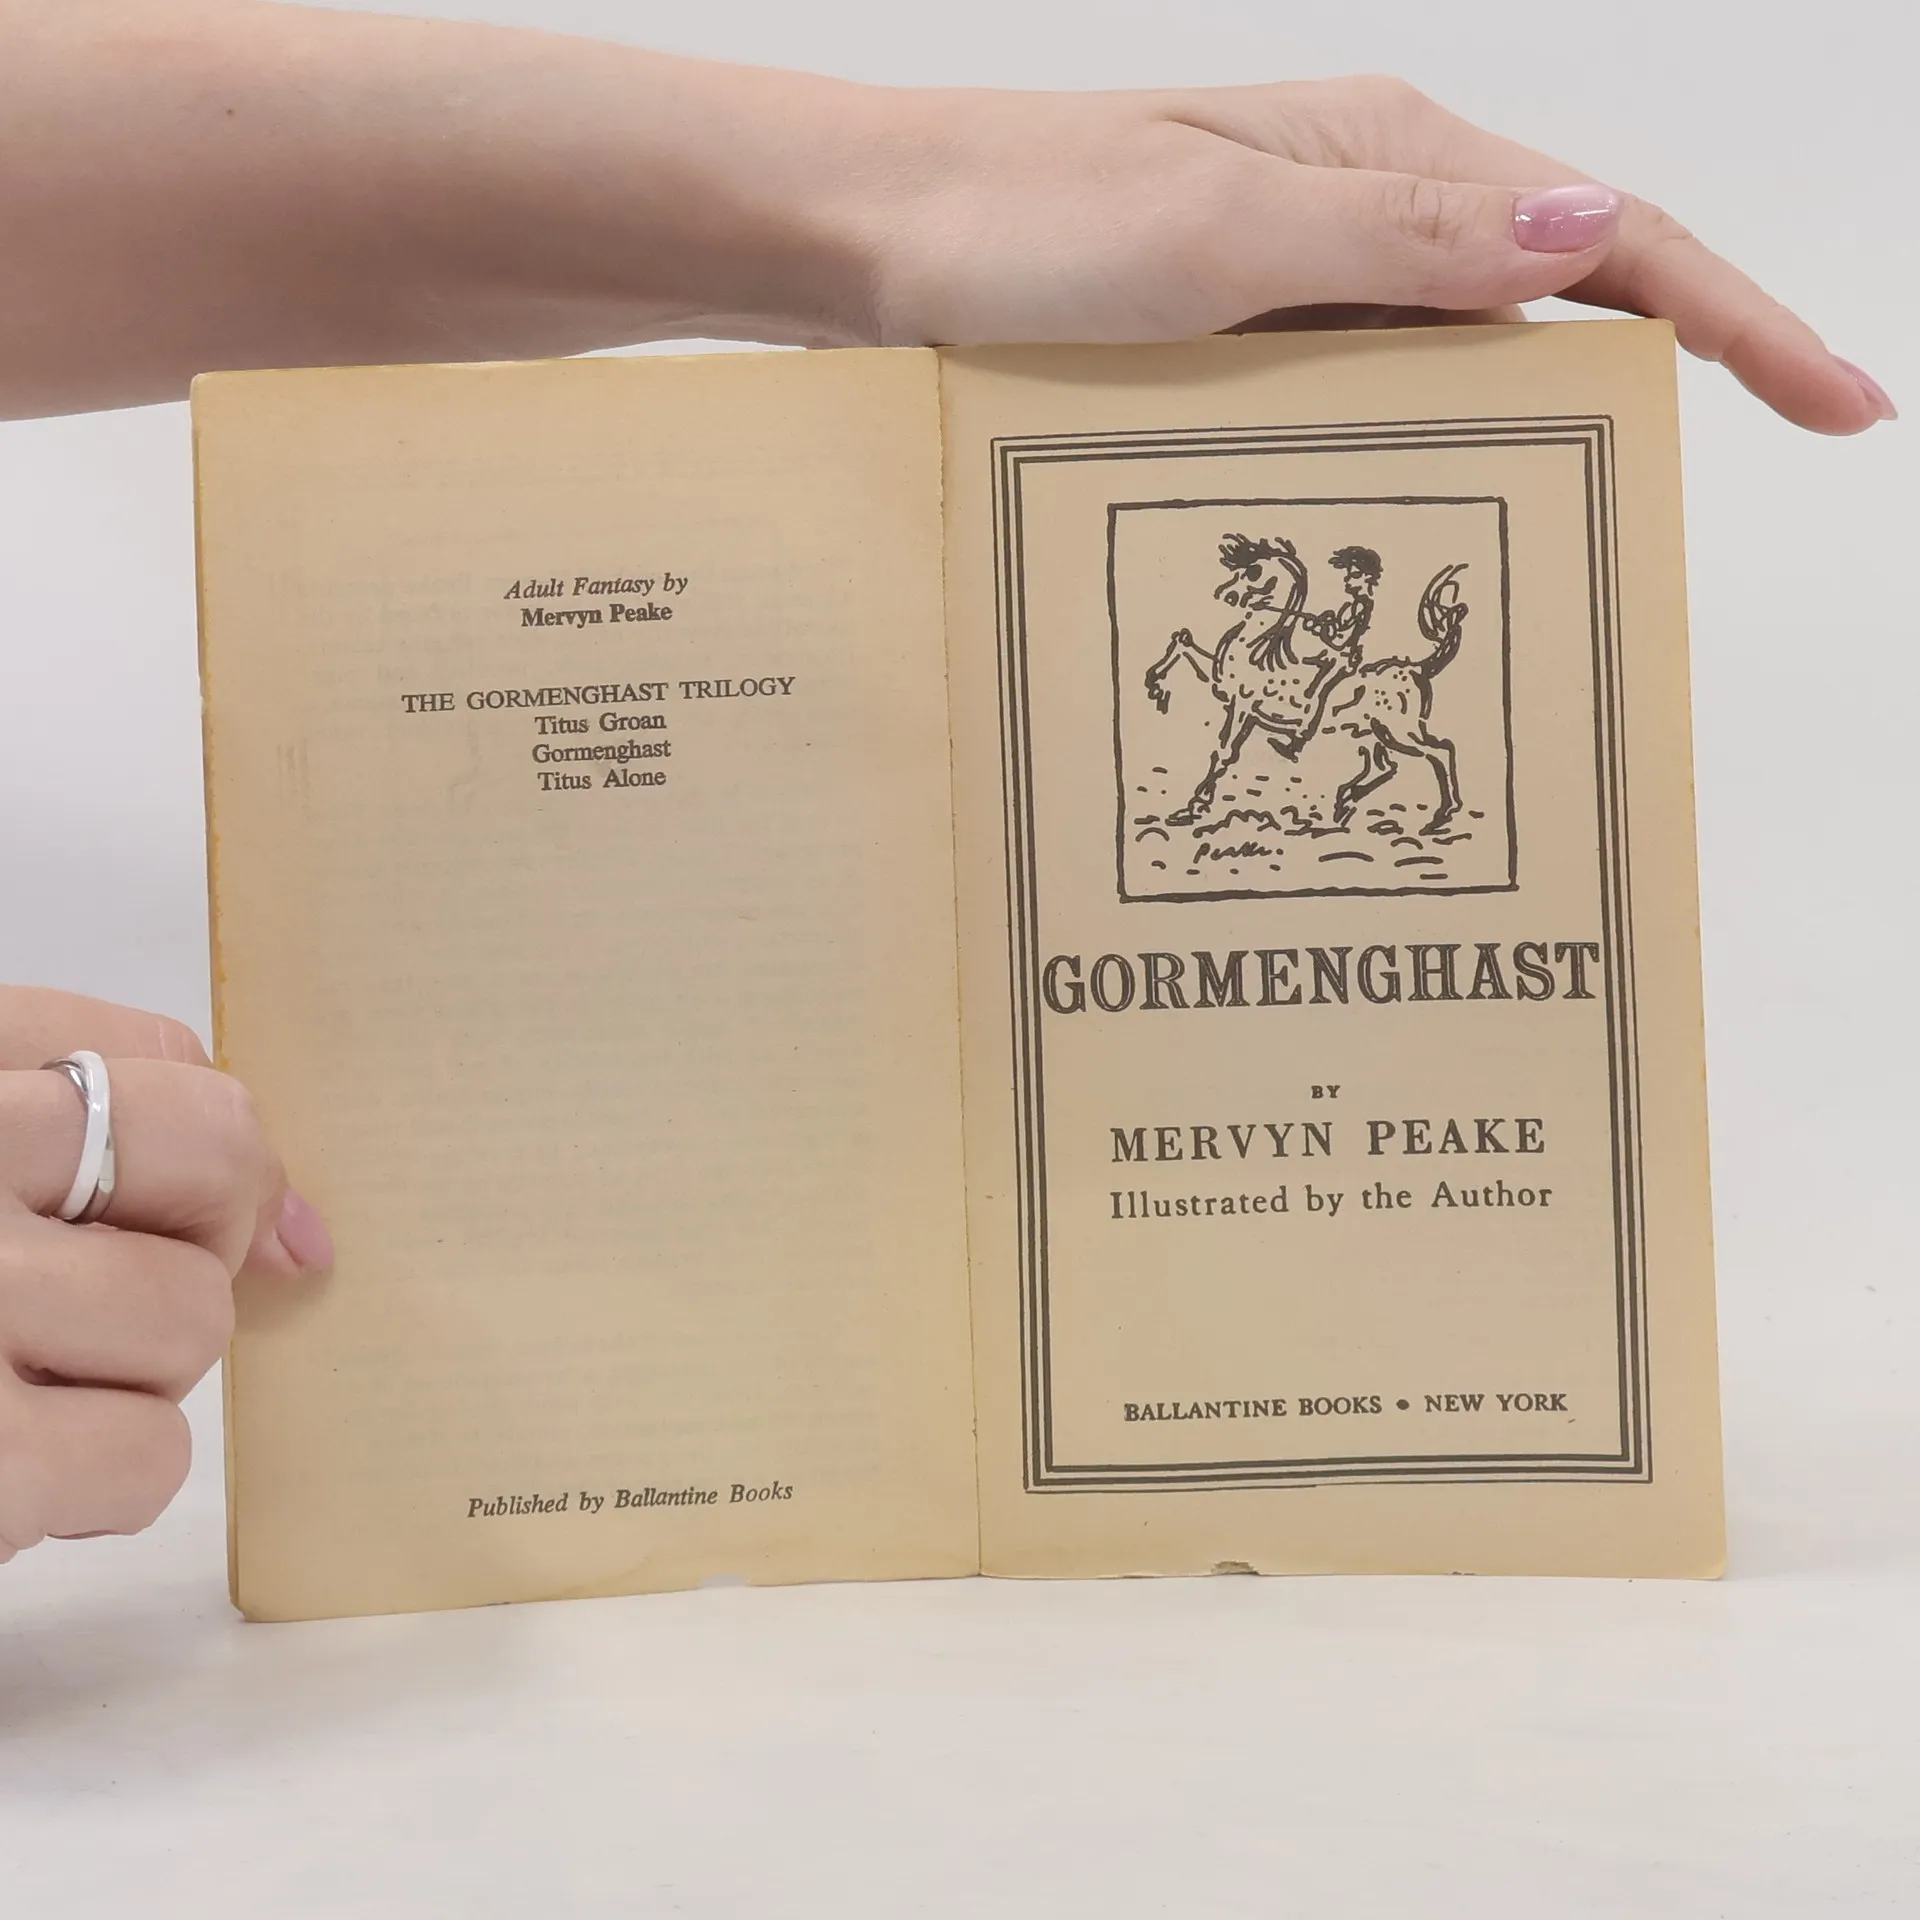 Adult Fantasy by
Mervyn Peake
THE GORMENGHAST TRILOGY
Titus Groan
Gormenghast
Titus Alone
Published by Ballantine Books
Peake.
GORMENGHAST
BY
MERVYN PEAKE
Illustrated by the Author
BALLANTINE BOOKS • NEW YORK